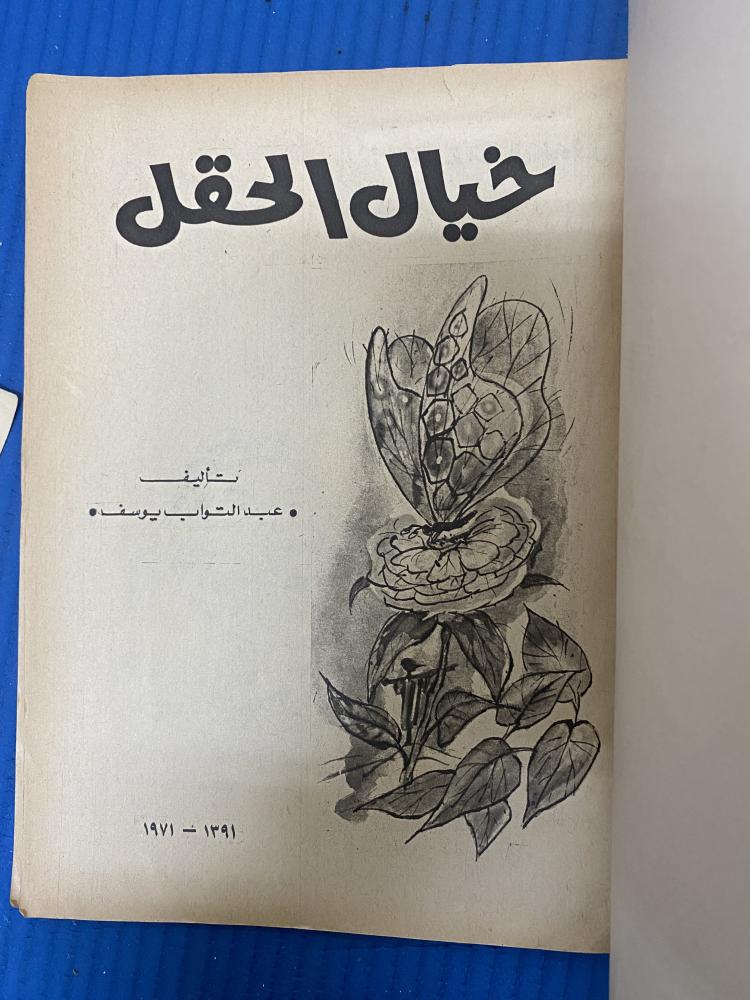 خيال الحقل
تأليف
• عبد التواب يوسف •
١٣٩١ - ١٩٧١